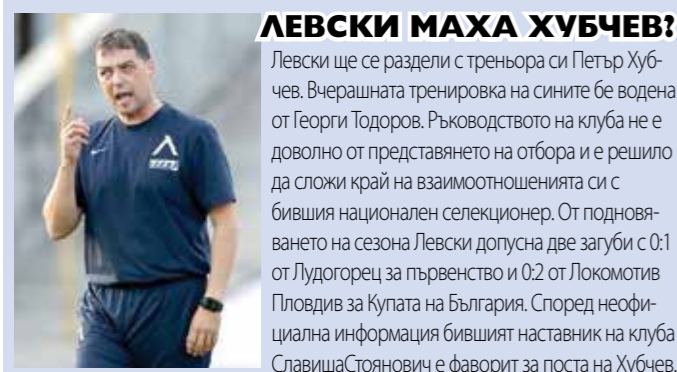 ЛЕВСКИ МАХА ХУБЧЕВ?
Левски ще се раздели с треньора си Петър Хуб-
чев. Вчерашната тренировка на сините бе водена
от Георги Тодоров. Ръководството на клуба не е
доволно от представянето на отбора и е решило
да сложи край на взаимоотношенията си с
бившия национален селекционер. От подновя-
ването на сезона Левски допусна две загуби с 0:1
от Лудогорец за първенство и 0:2 от Локомотив
Пловдив за Купата на България. Според неофи-
циална информация бившият наставник на клуба
СлавишаСтоянович е фаворит за поста на Хубчев.